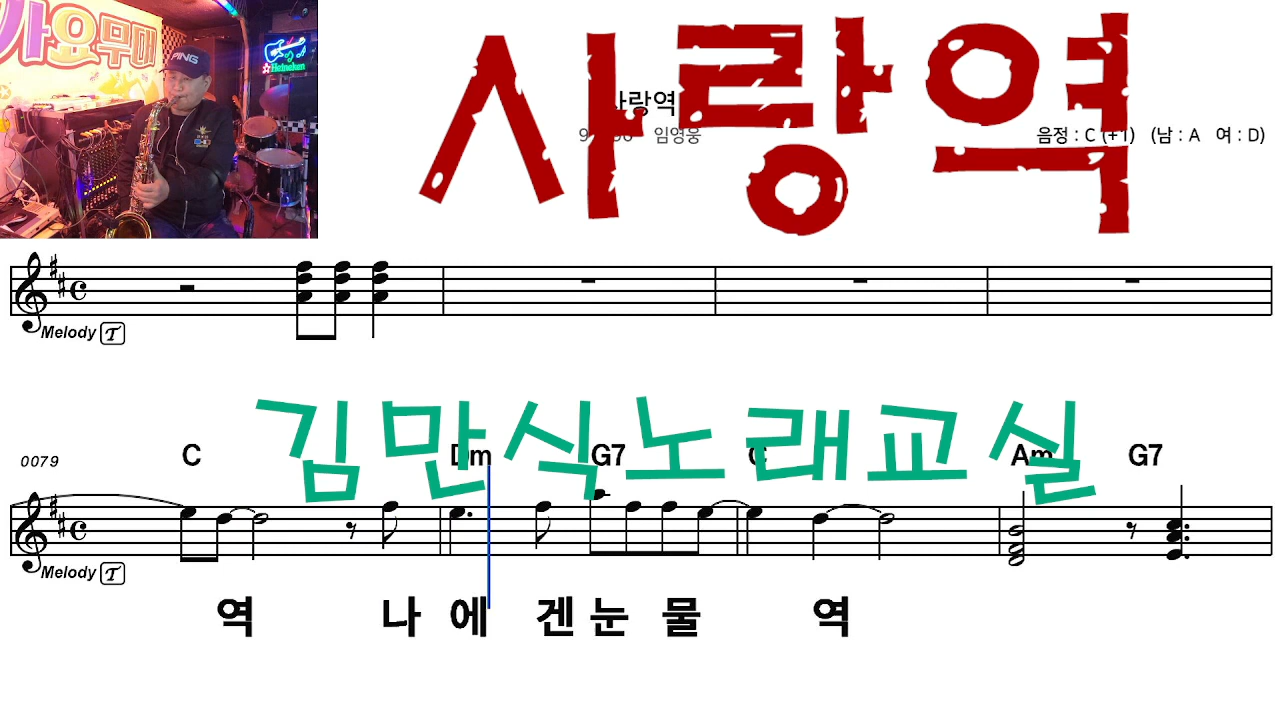 가요무대
PING
Heineken
사랑역
사랑역
임영웅
음정 : C (+1) (남 : A 여 : D)
Melody T
김만식노래교실
0079 C Dm G7 C Am G7
Melody T
역 나 에 겐 눈 물 역